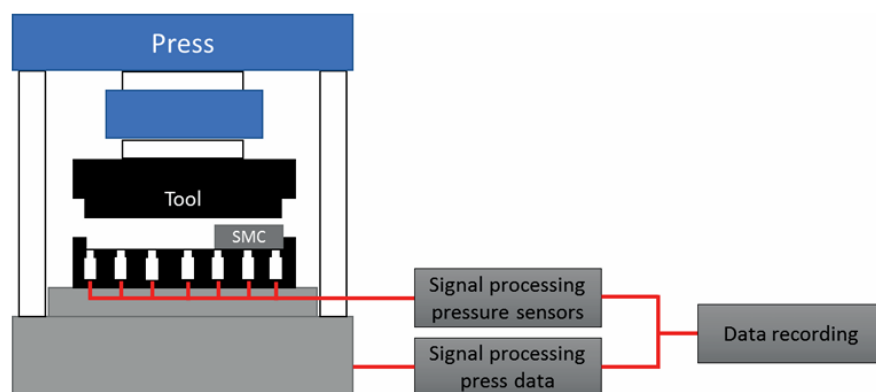 Press
Tool
SMC
Signal processing
pressure sensors
Signal processing
press data
Data recording